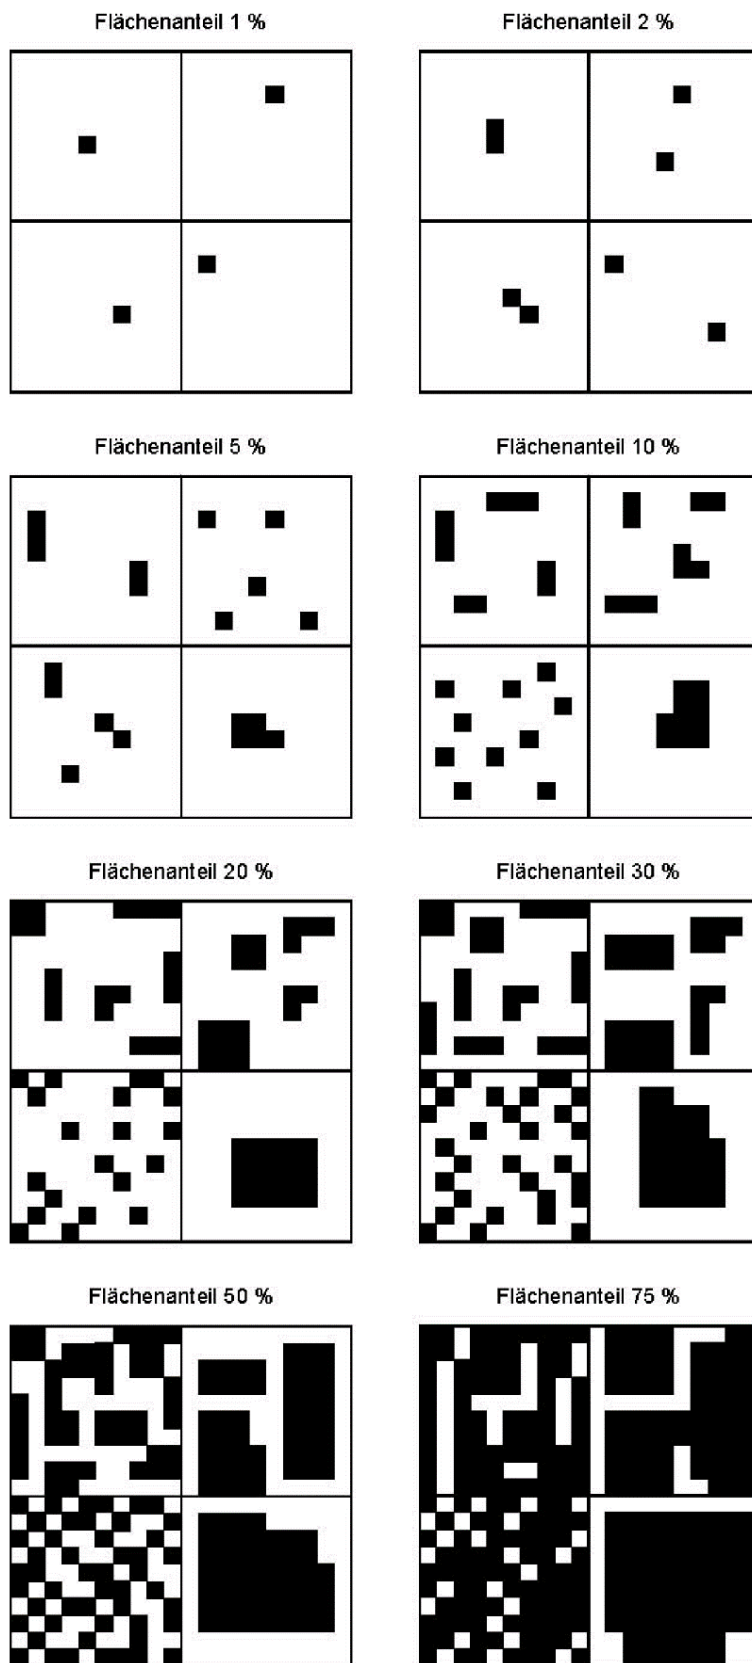 Flächenanteil 1 %
Flächenanteil 2 %
Flächenanteil 5 %
Flächenanteil 10 %
Flächenanteil 20 %
Flächenanteil 30 %
Flächenanteil 50 %
Flächenanteil 75 %